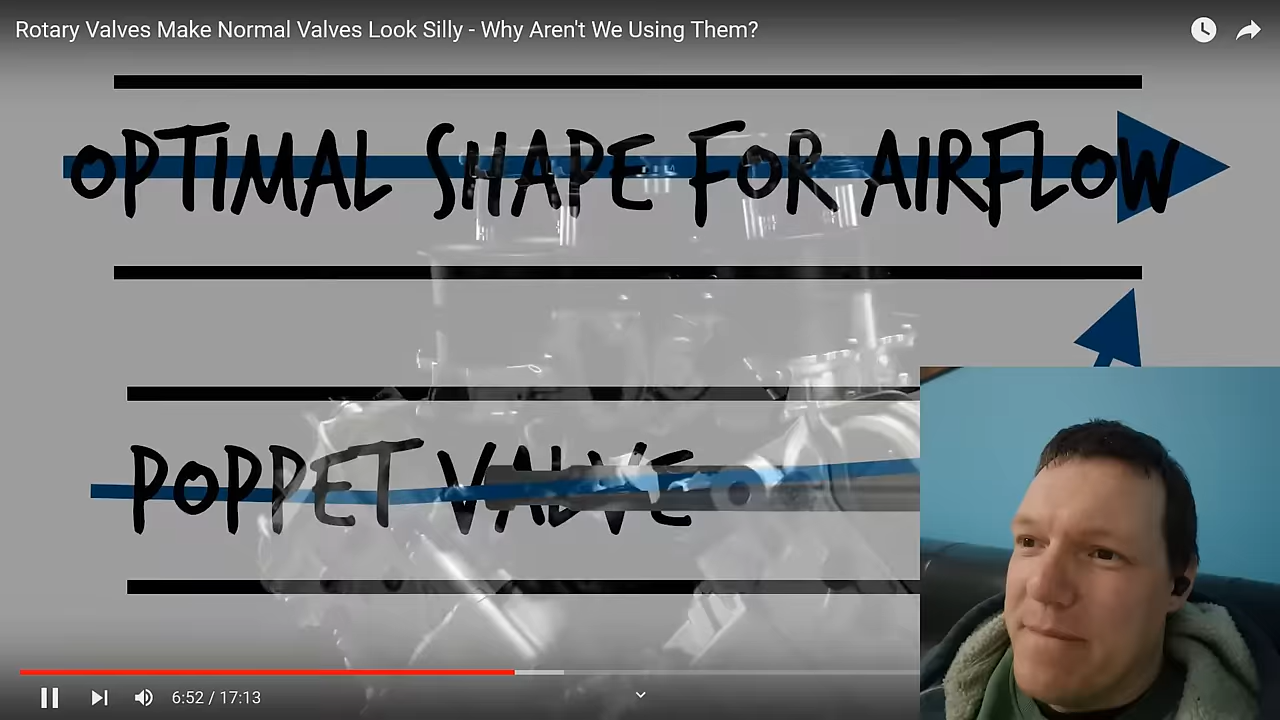 Rotary Valves Make Normal Valves Look Silly - Why Aren't We Using Them?
OPTIMAL SHAPE FOR AIRFLOW
POPPET VALVE
6:52 / 17:13